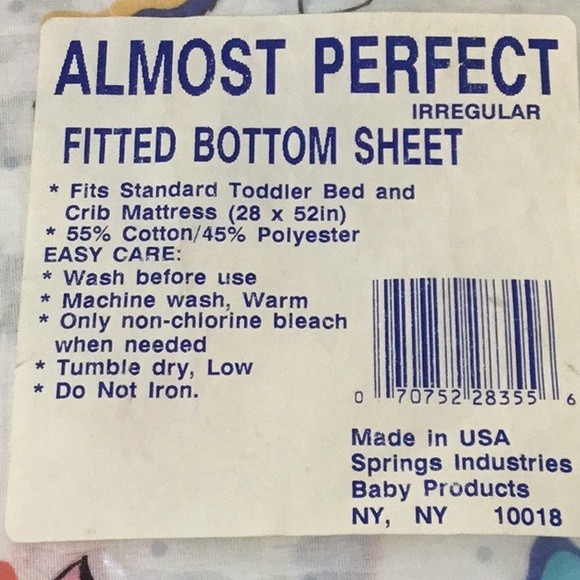 ALMOST PERFECT
IRREGULAR
FITTED BOTTOM SHEET
* Fits Standard Toddler Bed and
Crib Mattress (28 x 52in)
* 55% Cotton/45% Polyester
EASY CARE:
* Wash before use
* Machine wash, Warm
* Only non-chlorine bleach
when needed
* Tumble dry, Low
* Do Not Iron.
0 70752 28355 6
Made in USA
Springs Industries
Baby Products
NY, NY 10018